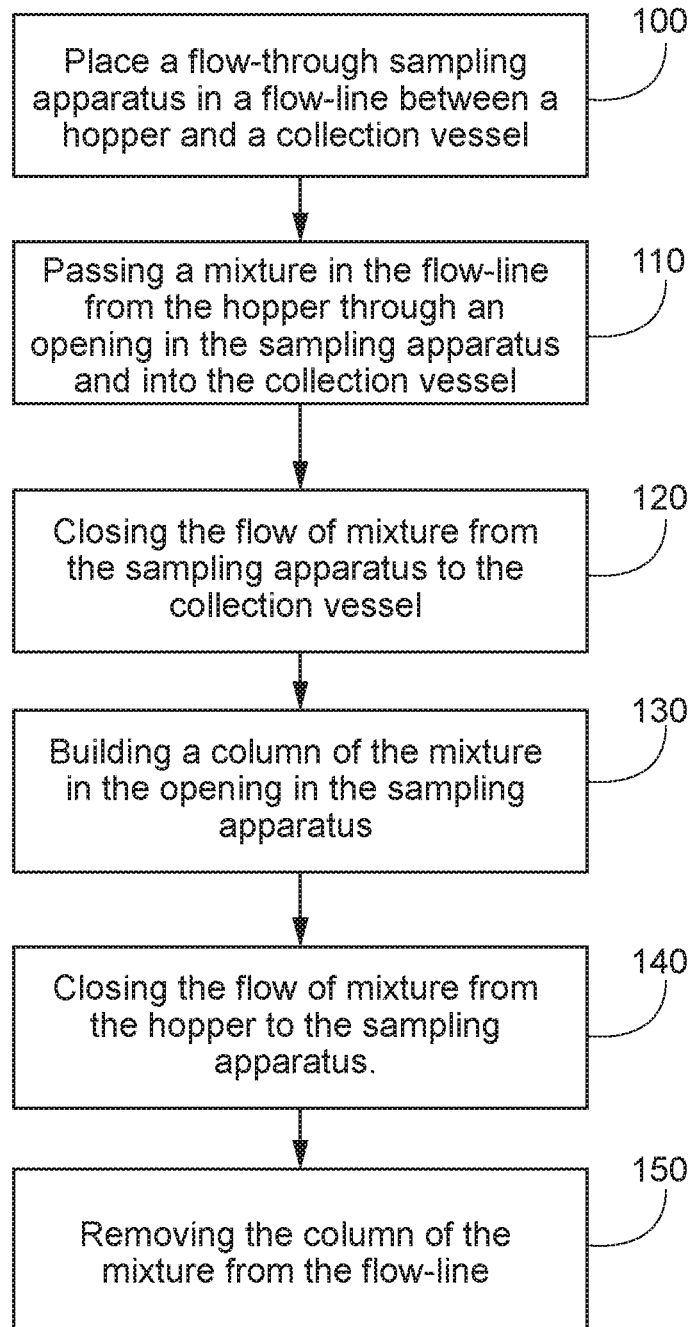 100
Place a flow-through sampling
apparatus in a flow-line between a
hopper and a collection vessel
110
Passing a mixture in the flow-line
from the hopper through an
opening in the sampling apparatus
and into the collection vessel
120
Closing the flow of mixture from
the sampling apparatus to the
collection vessel
130
Building a column of the mixture
in the opening in the sampling
apparatus
140
Closing the flow of mixture from
the hopper to the sampling
apparatus.
150
Removing the column of the
mixture from the flow-line